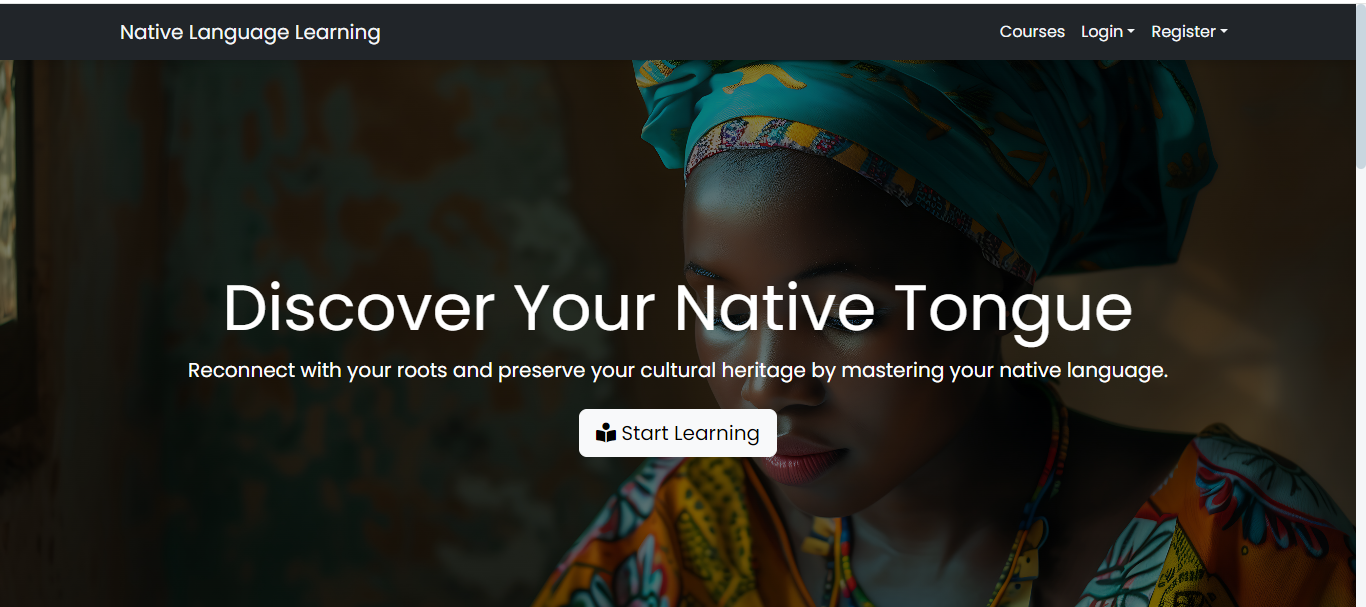 Native Language Learning
Courses Login Register
Discover Your Native Tongue
Reconnect with your roots and preserve your cultural heritage by mastering your native language.
Start Learning